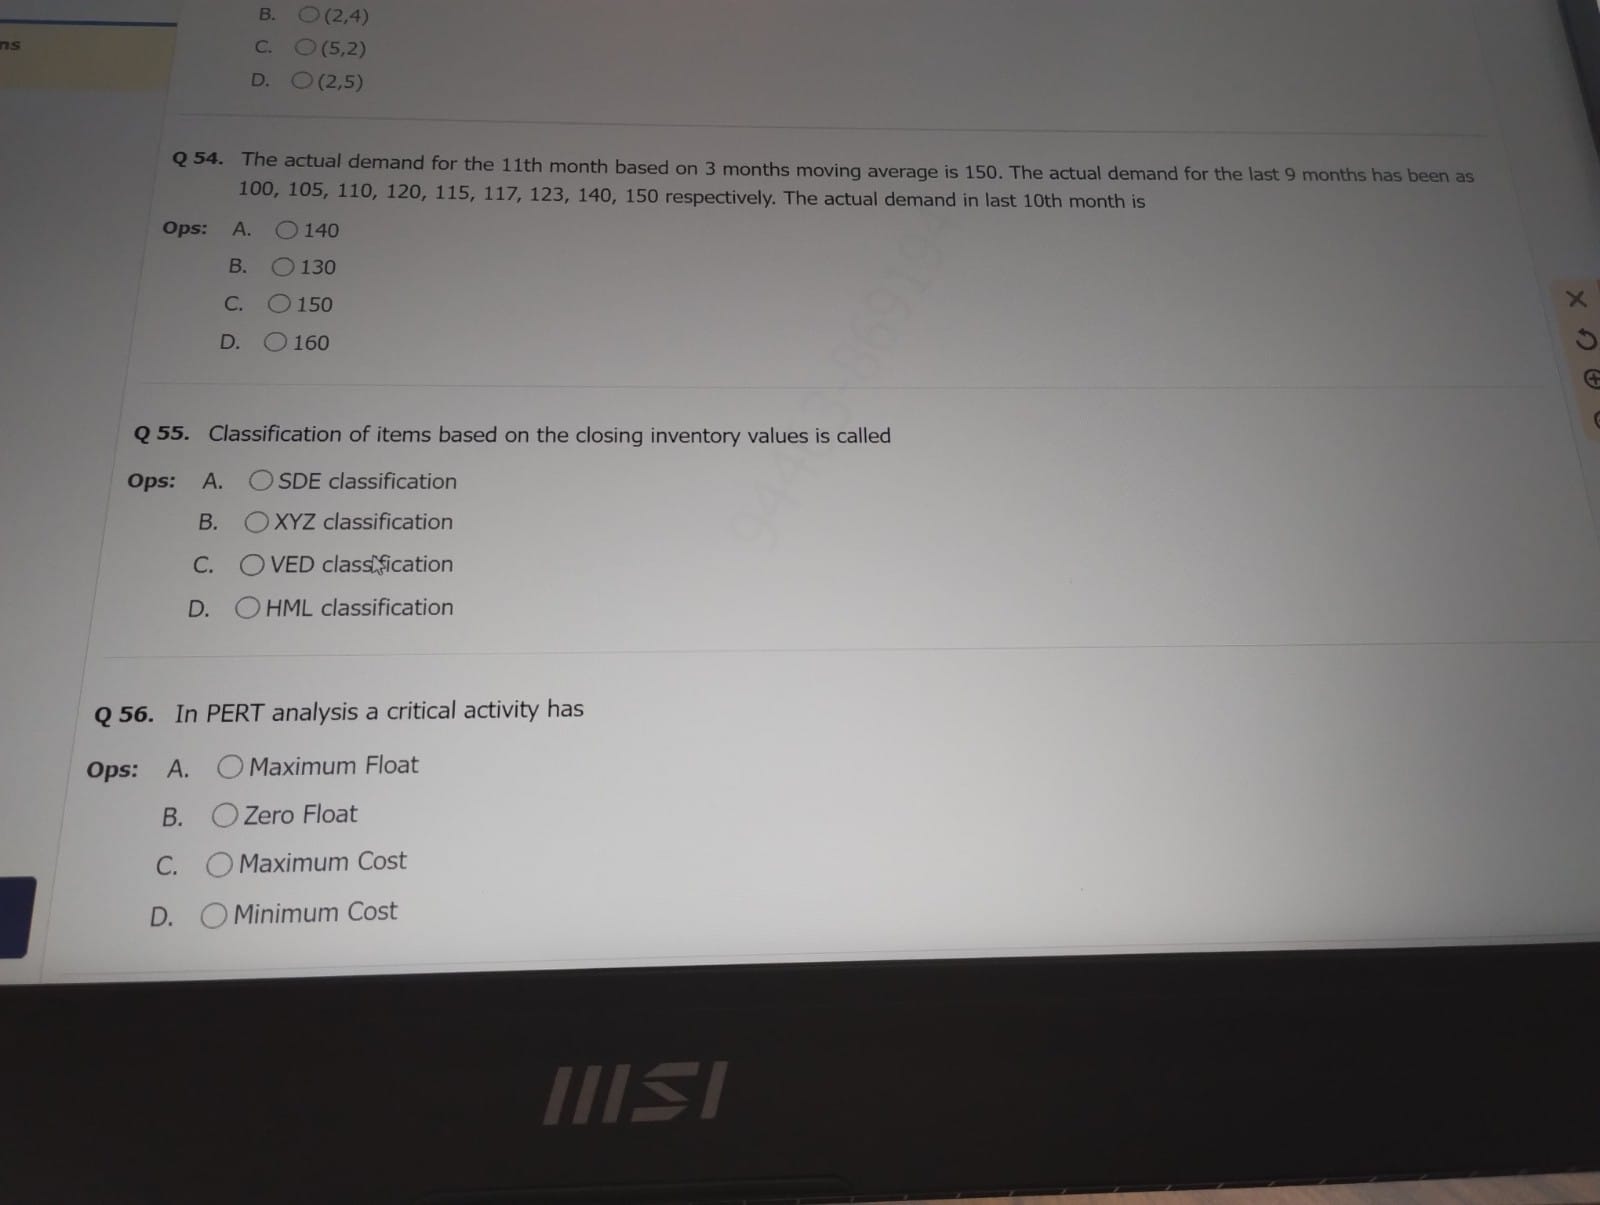 ns
B. (2,4)
C. (5,2)
D. (2,5)
Q 54. The actual demand for the 11th month based on 3 months moving average is 150. The actual demand for the last 9 months has been as
100, 105, 110, 120, 115, 117, 123, 140, 150 respectively. The actual demand in last 10th month is
Ops: A. 140
B. 130
C. 150
D. 160
Q 55. Classification of items based on the closing inventory values is called
Ops: A. SDE classification
B. XYZ classification
C. VED classification
D. HML classification
Q 56. In PERT analysis a critical activity has
Ops: A. Maximum Float
B. Zero Float
C. Maximum Cost
D. Minimum Cost
msi